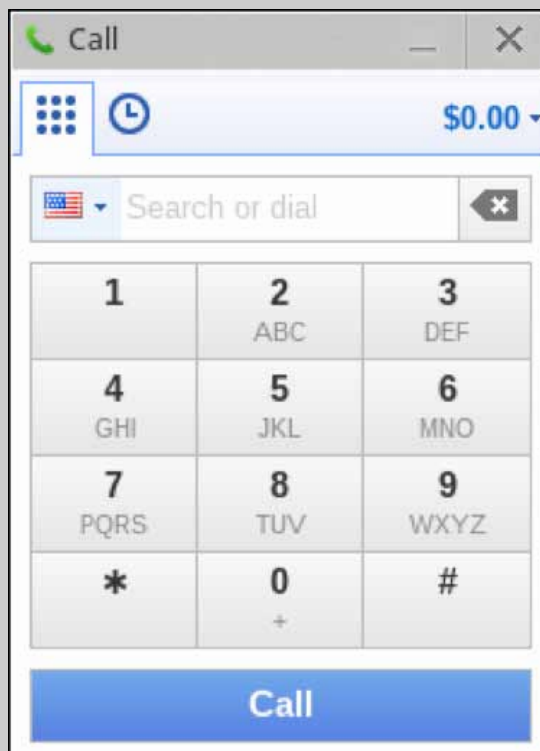 Call
$0.00
Search or dial
1 2 3
ABC DEF
4 5 6
GHI JKL MNO
7 8 9
PQRS TUV WXYZ
* 0 #
+
Call